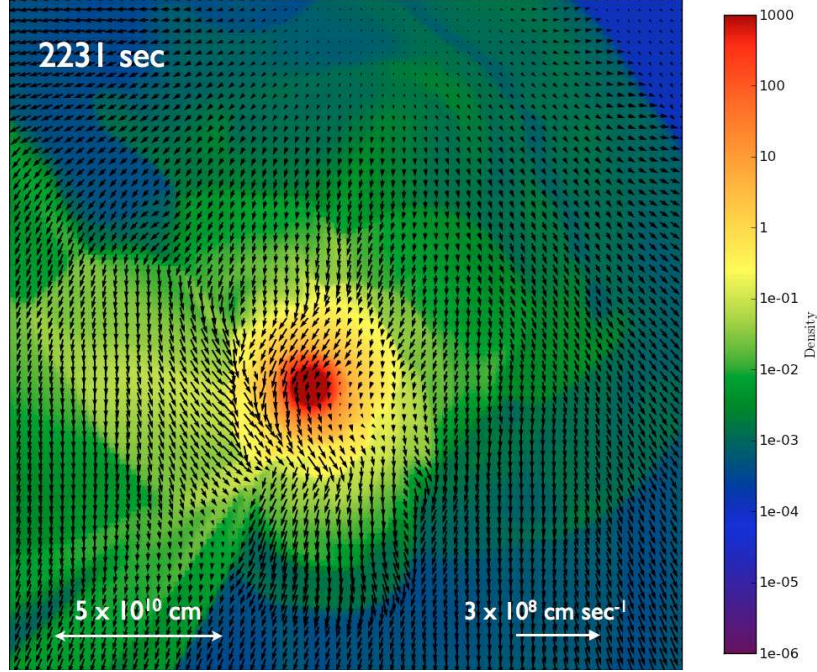 2231 sec
5 x 10¹⁰ cm
3 x 10⁸ cm sec⁻¹
1000
100
10
1
1e-01
1e-02
1e-03
1e-04
1e-05
1e-06
Density